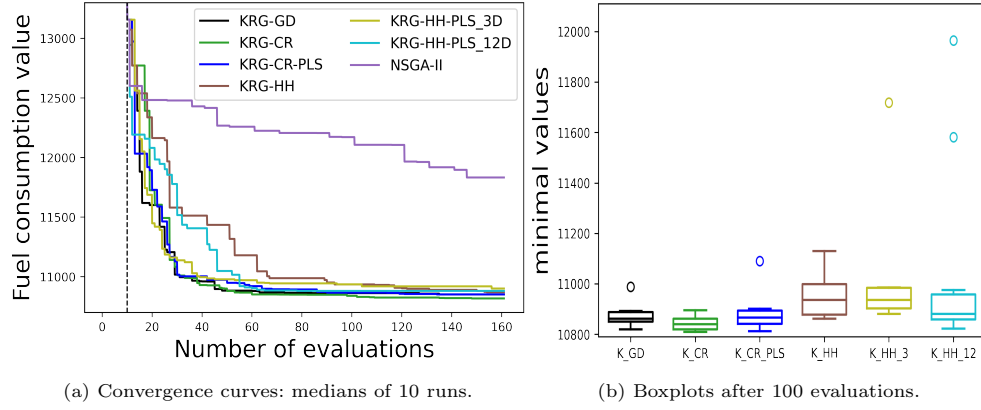 Fuel consumption value
13000
12500
12000
11500
11000
0
20
40
60
80
100
120
140
160
Number of evaluations
KRG-GD
KRG-CR
KRG-CR-PLS
KRG-HH
KRG-HH-PLS_3D
KRG-HH-PLS_12D
NSGA-II
(a) Convergence curves: medians of 10 runs.
minimal values
12000
11800
11600
11400
11200
11000
10800
K_GD
K_CR
K_CR_PLS
K_HH
K_HH_3
K_HH_12
(b) Boxplots after 100 evaluations.